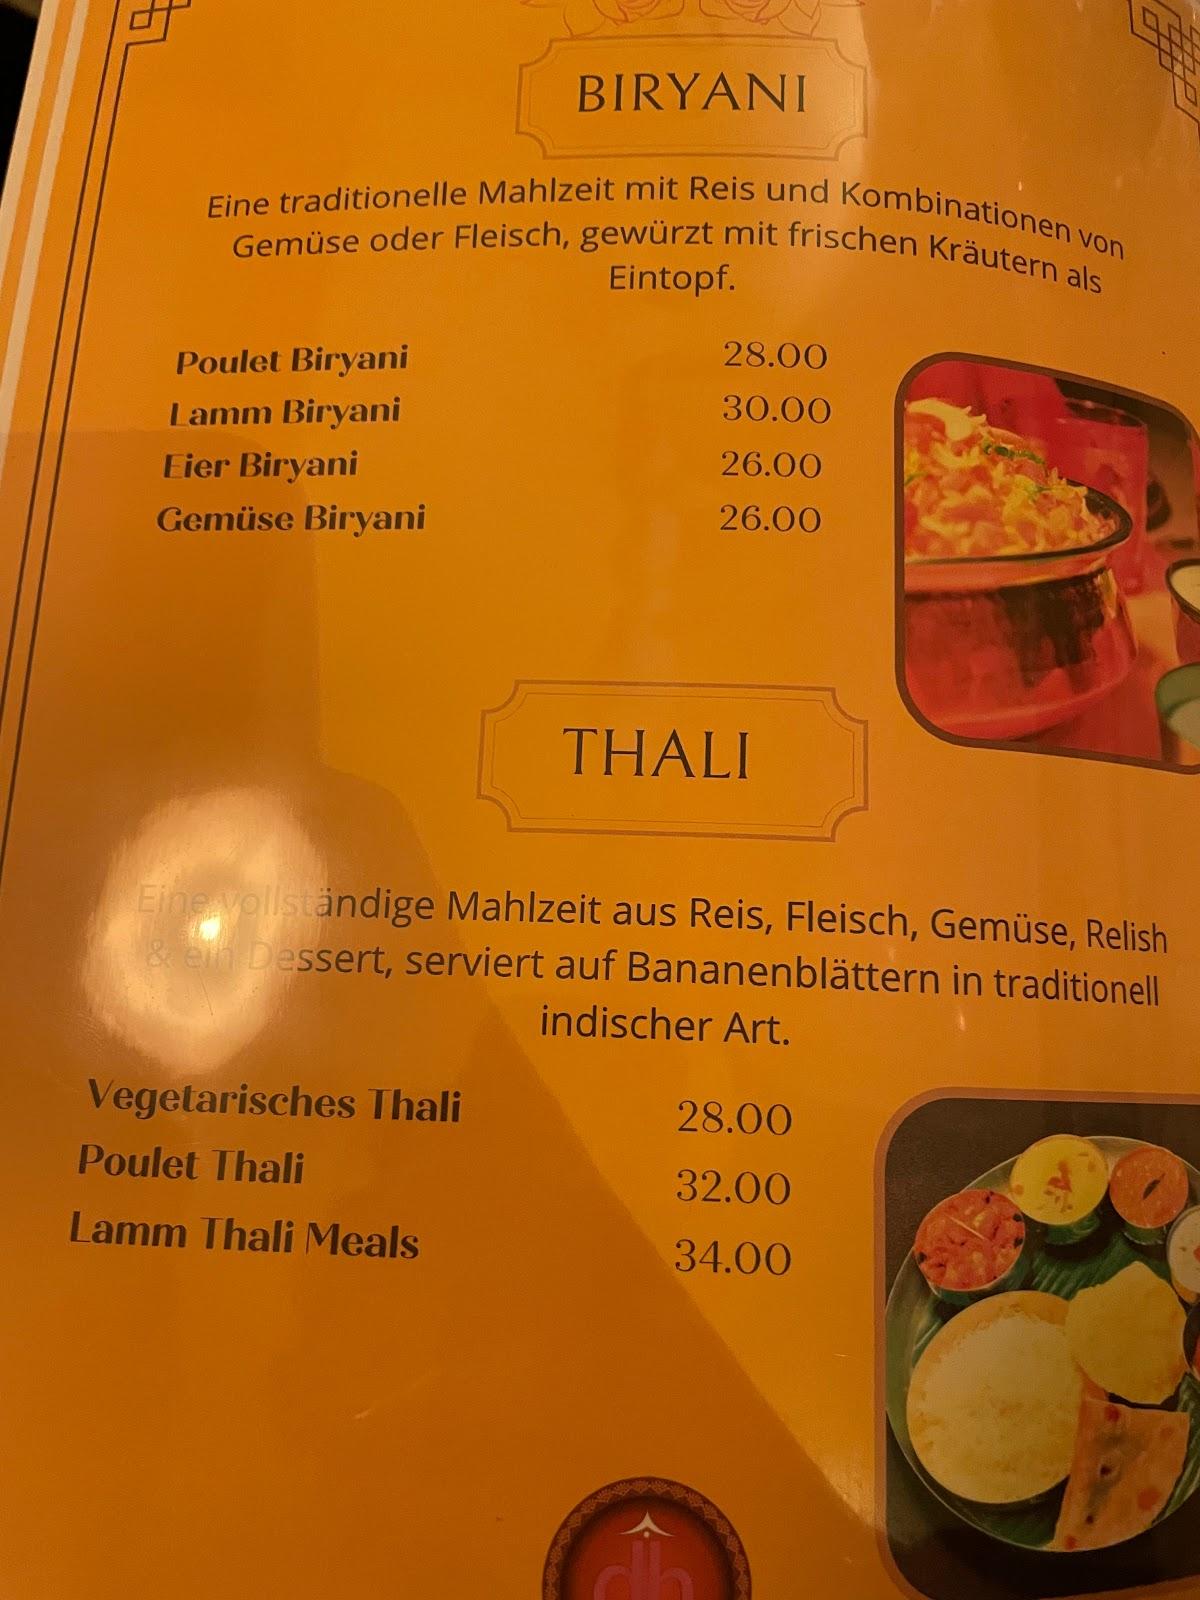 BIRYANI
Eine traditionelle Mahlzeit mit Reis und Kombinationen von
Gemüse oder Fleisch, gewürzt mit frischen Kräutern als
Eintopf.
Poulet Biryani 28.00
Lamm Biryani 30.00
Eier Biryani 26.00
Gemüse Biryani 26.00
THALI
Eine vollständige Mahlzeit aus Reis, Fleisch, Gemüse, Relish
& ein Dessert, serviert auf Bananenblättern in traditionell
indischer Art.
Vegetarisches Thali 28.00
Poulet Thali 32.00
Lamm Thali Meals 34.00
dh